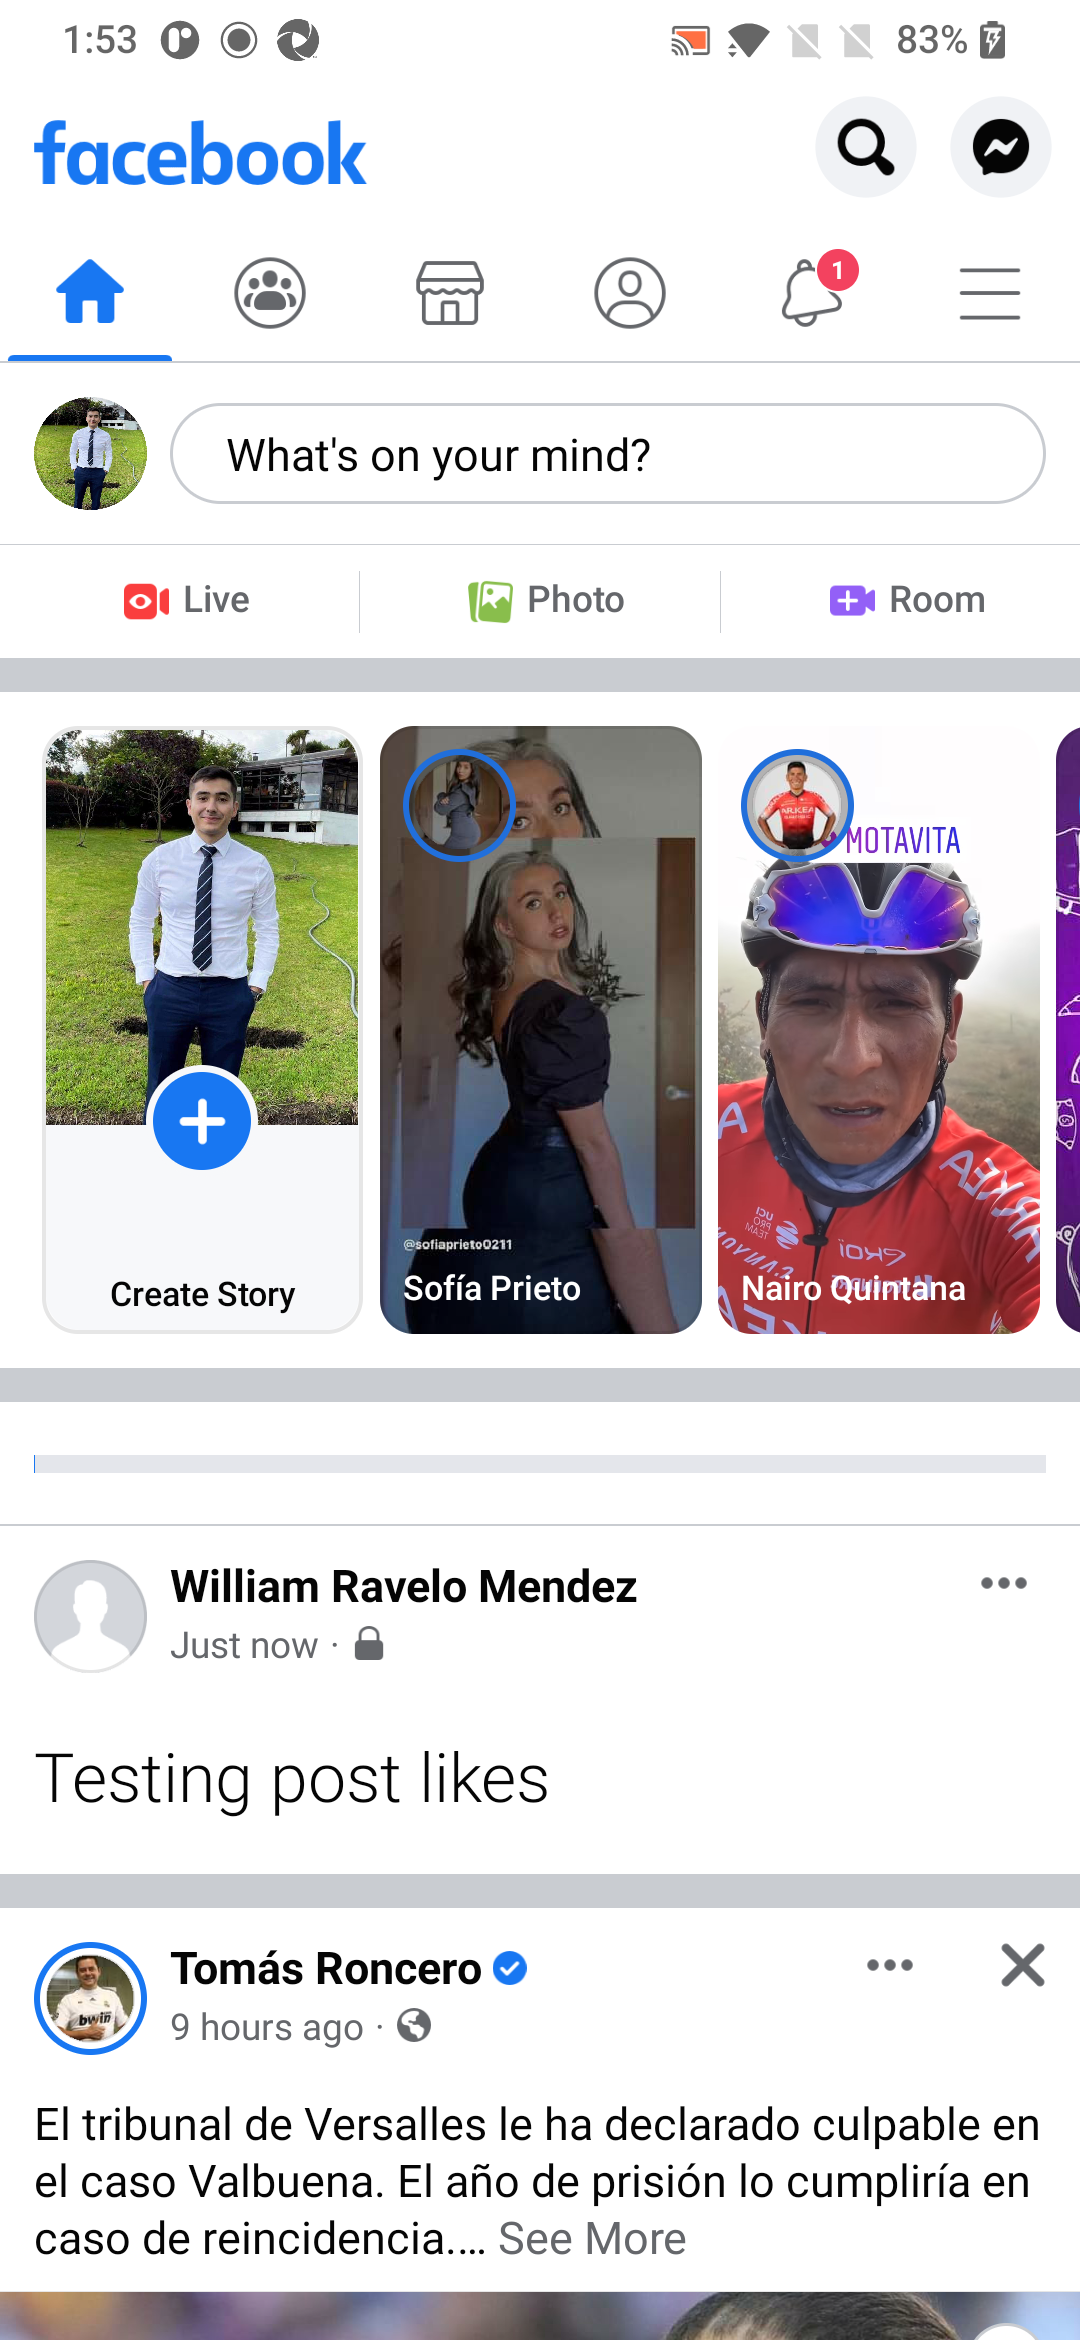 1:53
83%
facebook
1
What's on your mind?
Live
Photo
Room
Create Story
@sofiaprieto0211
Sofía Prieto
ARKEA
MOTAVITA
Nairo Quintana
William Ravelo Mendez
Just now ·
Testing post likes
Tomás Roncero
bwin
9 hours ago ·
El tribunal de Versalles le ha declarado culpable en
el caso Valbuena. El año de prisión lo cumpliría en
caso de reincidencia.... See More